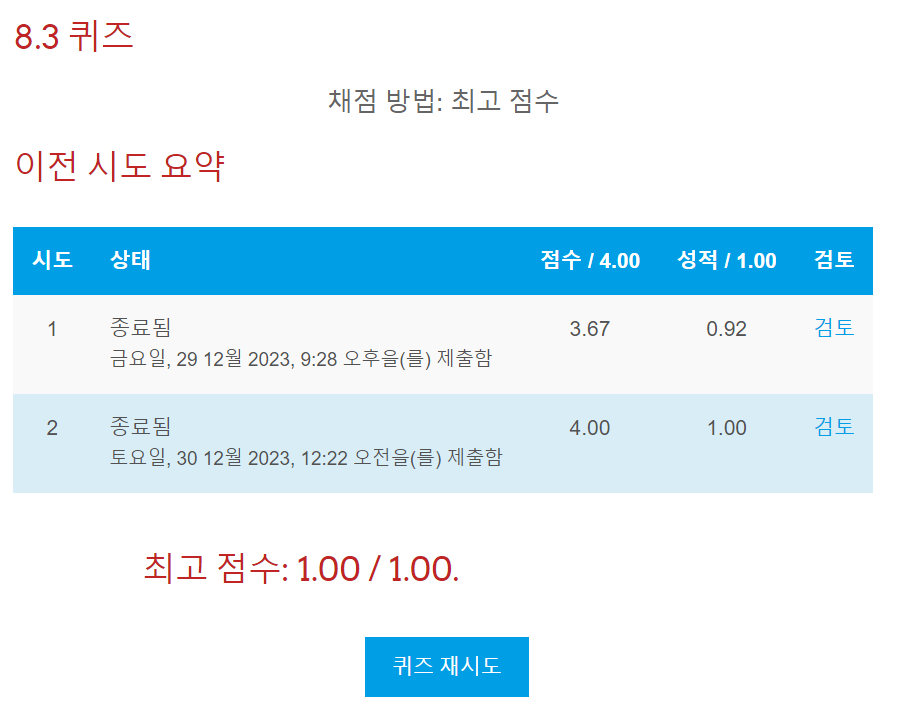 8.3 퀴즈
채점 방법: 최고 점수
이전 시도 요약
시도 상태 점수 / 4.00 성적 / 1.00 검토
1 종료됨 3.67 0.92 검토
금요일, 29 12월 2023, 9:28 오후을(를) 제출함
2 종료됨 4.00 1.00 검토
토요일, 30 12월 2023, 12:22 오전을(를) 제출함
최고 점수: 1.00 / 1.00.
퀴즈 재시도